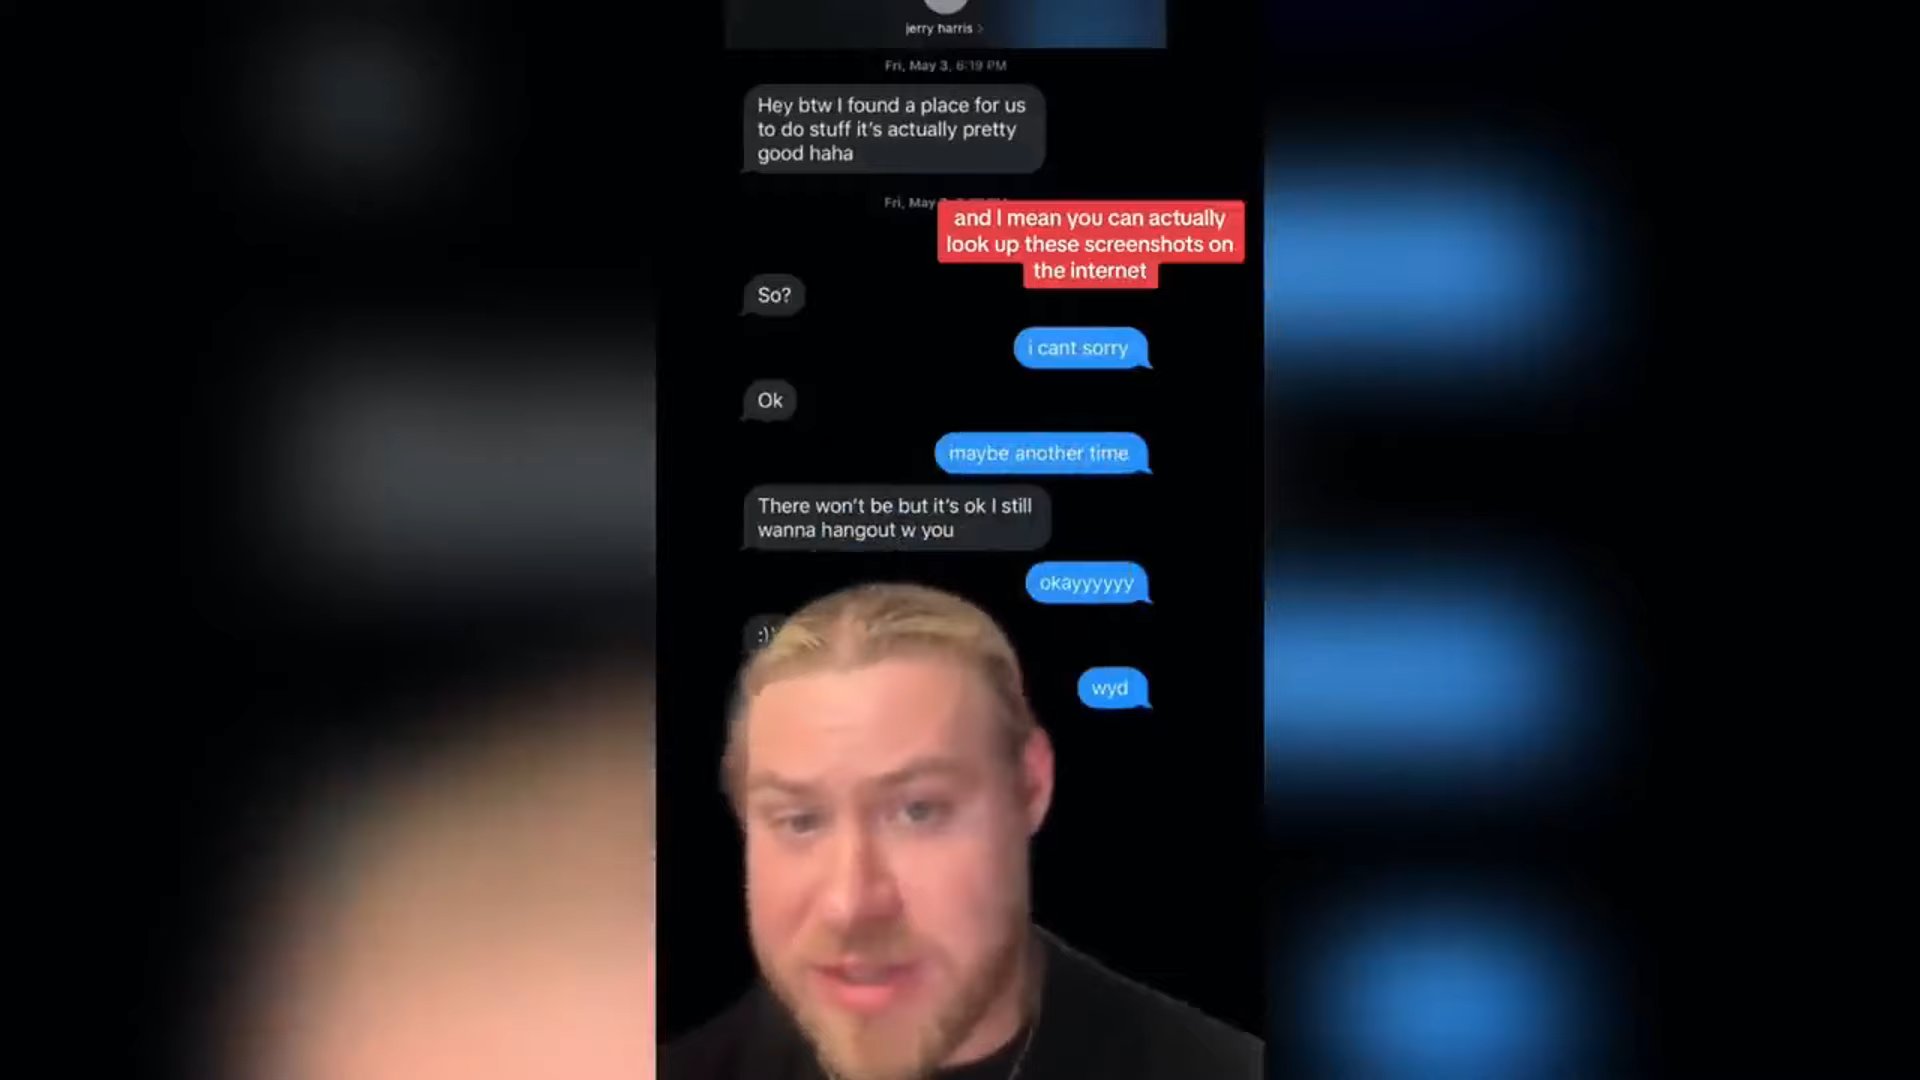 jerry harris >
Fri, May 3, 6:19 PM
Hey btw I found a place for us
to do stuff it's actually pretty
good haha
Fri, May
and I mean you can actually
look up these screenshots on
the internet
So?
i cant sorry
Ok
maybe another time
There won't be but it's ok I still
wanna hangout w you
okayyyyyy
:)
wyd